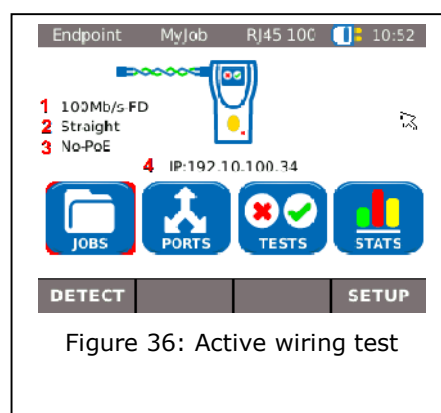 Endpoint MyJob RJ45 100 10:52
1 100Mb/s-FD
2 Straight
3 No-PoE
4 IP:192.10.100.34
JOBS PORTS TESTS STATS
DETECT SETUP
Figure 36: Active wiring test